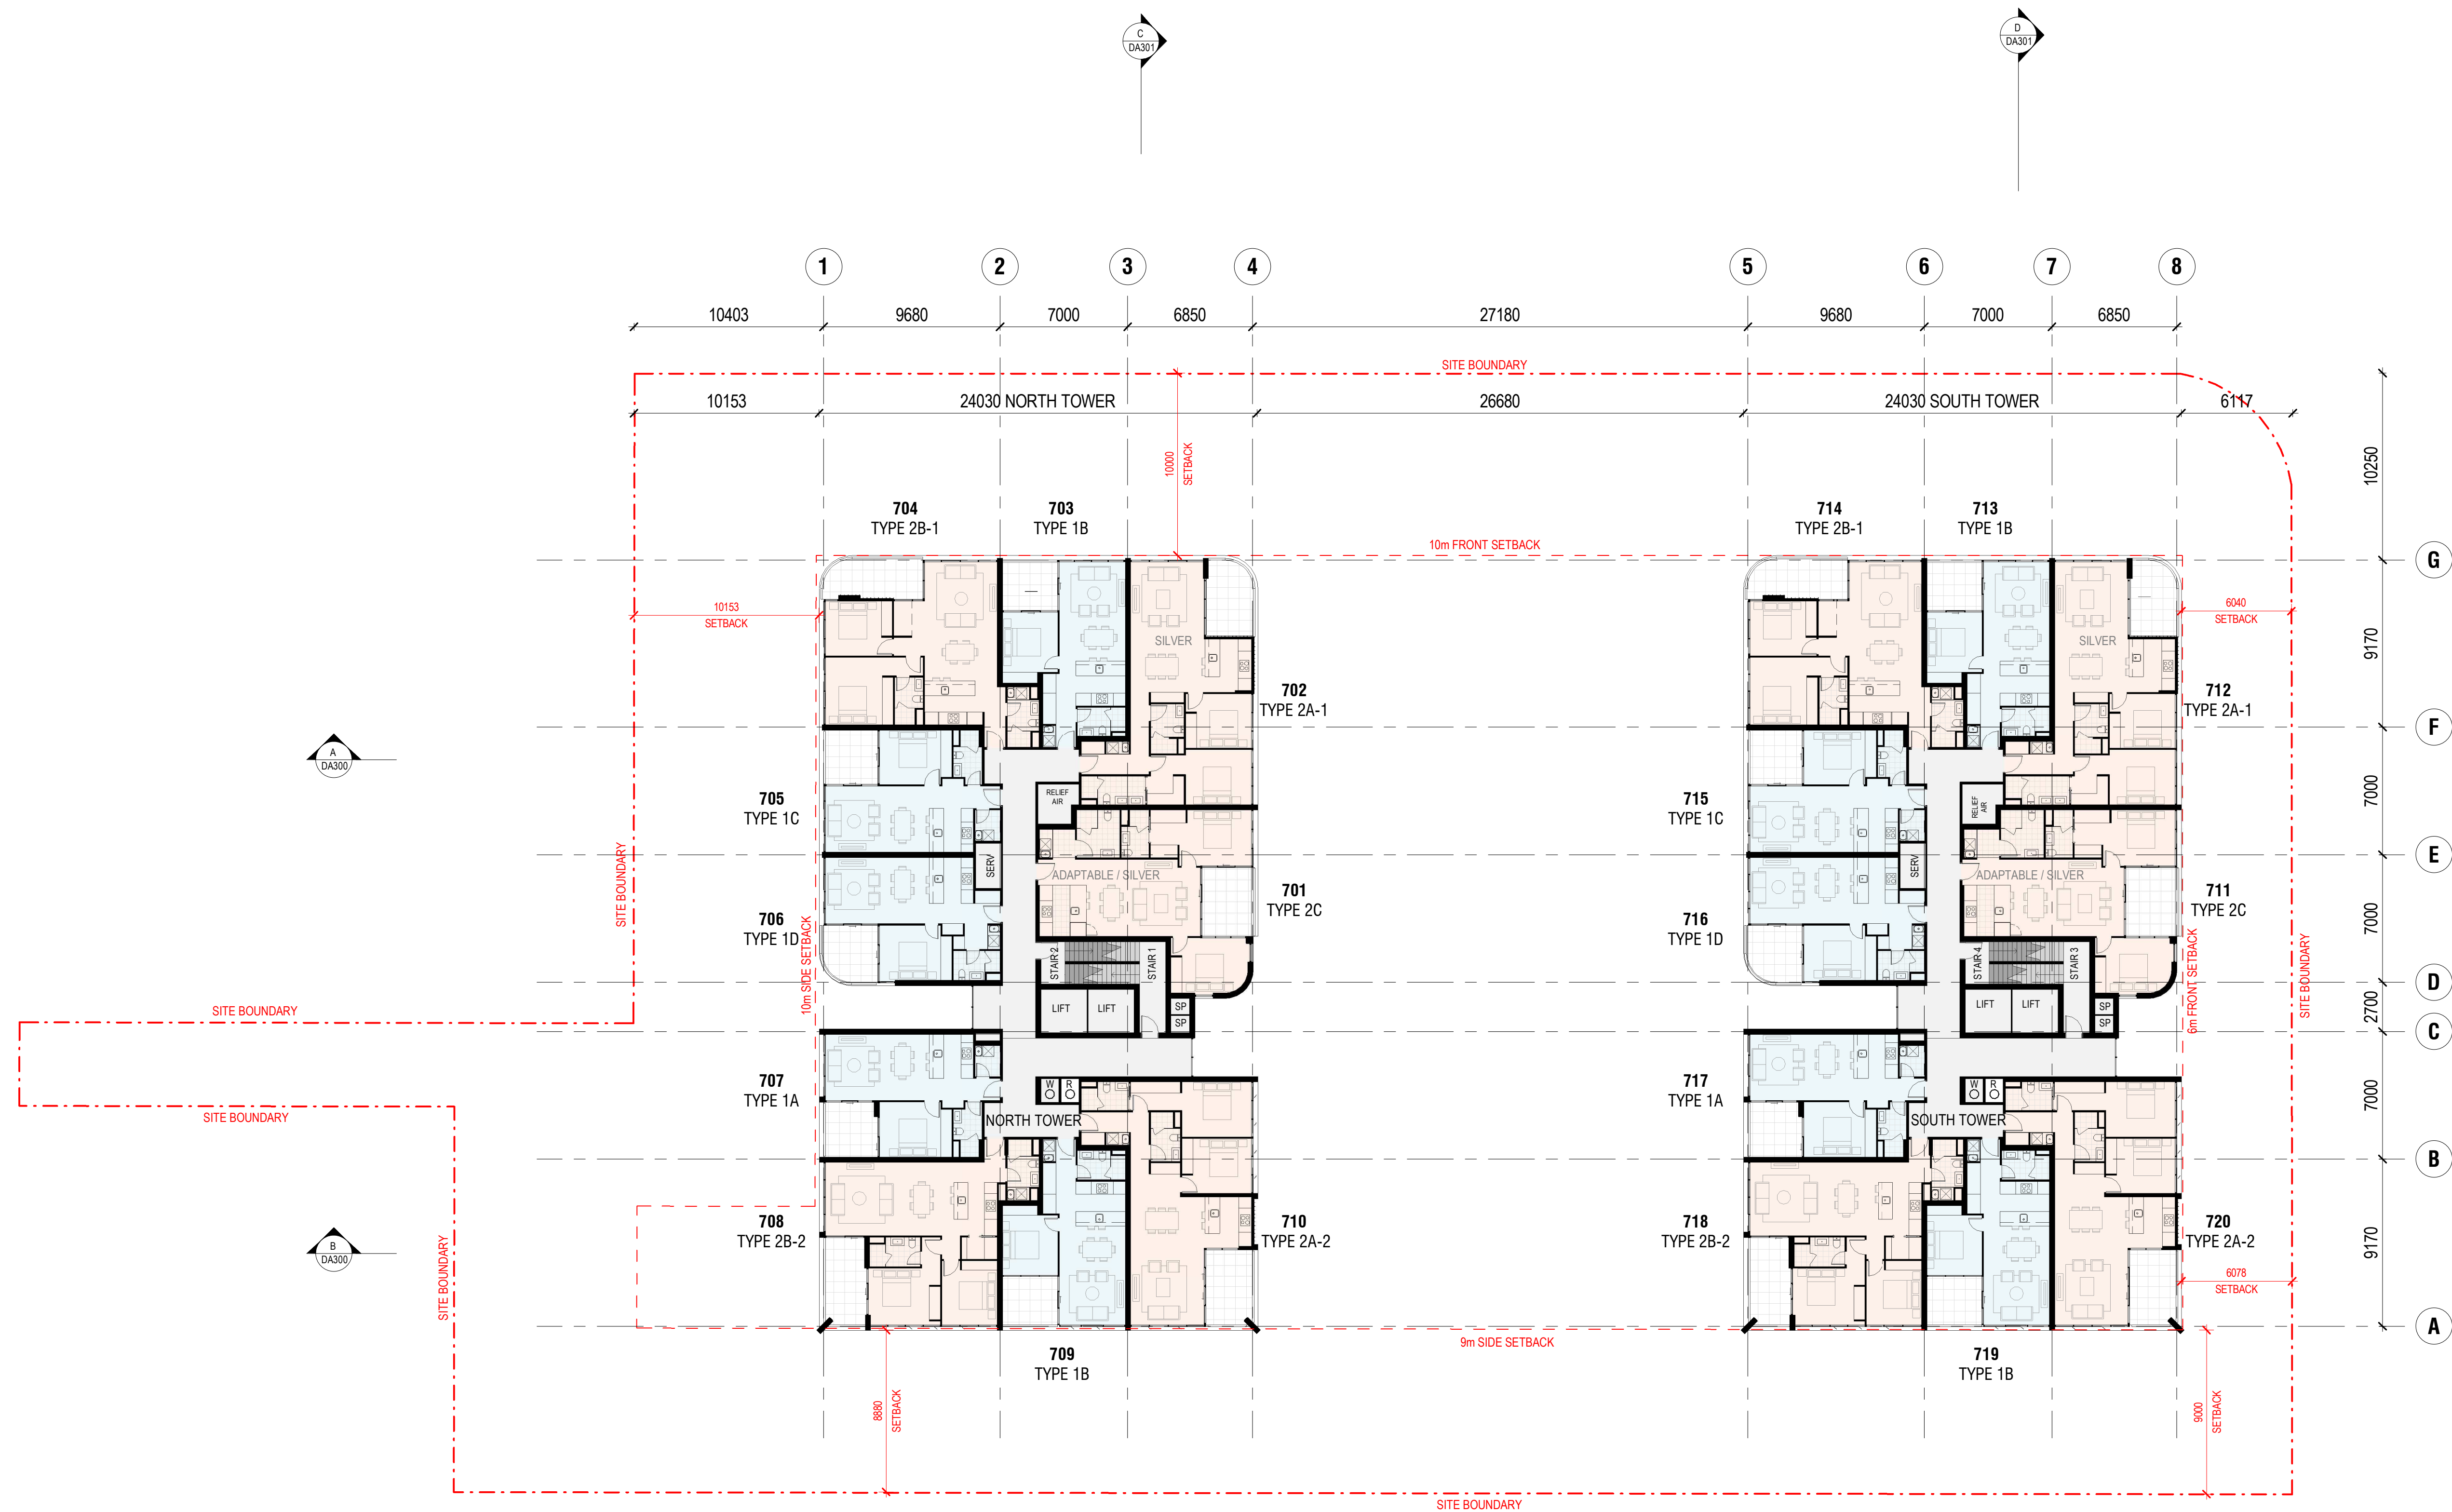 C
DA301
D
DA301
1
2
3
4
5
6
7
8
10403
9680
7000
6850
27180
9680
7000
6850
SITE BOUNDARY
10153
24030 NORTH TOWER
26680
24030 SOUTH TOWER
6117
10000
SETBACK
10250
704
TYPE 2B-1
703
TYPE 1B
714
TYPE 2B-1
713
TYPE 1B
10m FRONT SETBACK
G
10153
SETBACK
6040
SETBACK
SILVER
SILVER
9170
702
TYPE 2A-1
712
TYPE 2A-1
F
A
DA300
705
TYPE 1C
RELIEF
AIR
715
TYPE 1C
RELIEF
AIR
7000
SITE BOUNDARY
E
SERV
SERV
ADAPTABLE / SILVER
ADAPTABLE / SILVER
701
TYPE 2C
711
TYPE 2C
706
TYPE 1D
716
TYPE 1D
7000
10m SIDE SETBACK
STAIR 2
STAIR 1
STAIR 4
STAIR 3
6m FRONT SETBACK
SITE BOUNDARY
D
SITE BOUNDARY
LIFT
LIFT
SP
SP
LIFT
LIFT
SP
SP
2700
C
707
TYPE 1A
W
R
717
TYPE 1A
W
R
7000
SITE BOUNDARY
NORTH TOWER
SOUTH TOWER
B
708
TYPE 2B-2
710
TYPE 2A-2
718
TYPE 2B-2
720
TYPE 2A-2
9170
B
DA300
SITE BOUNDARY
6078
SETBACK
A
9m SIDE SETBACK
709
TYPE 1B
719
TYPE 1B
8880
SETBACK
9000
SETBACK
SITE BOUNDARY